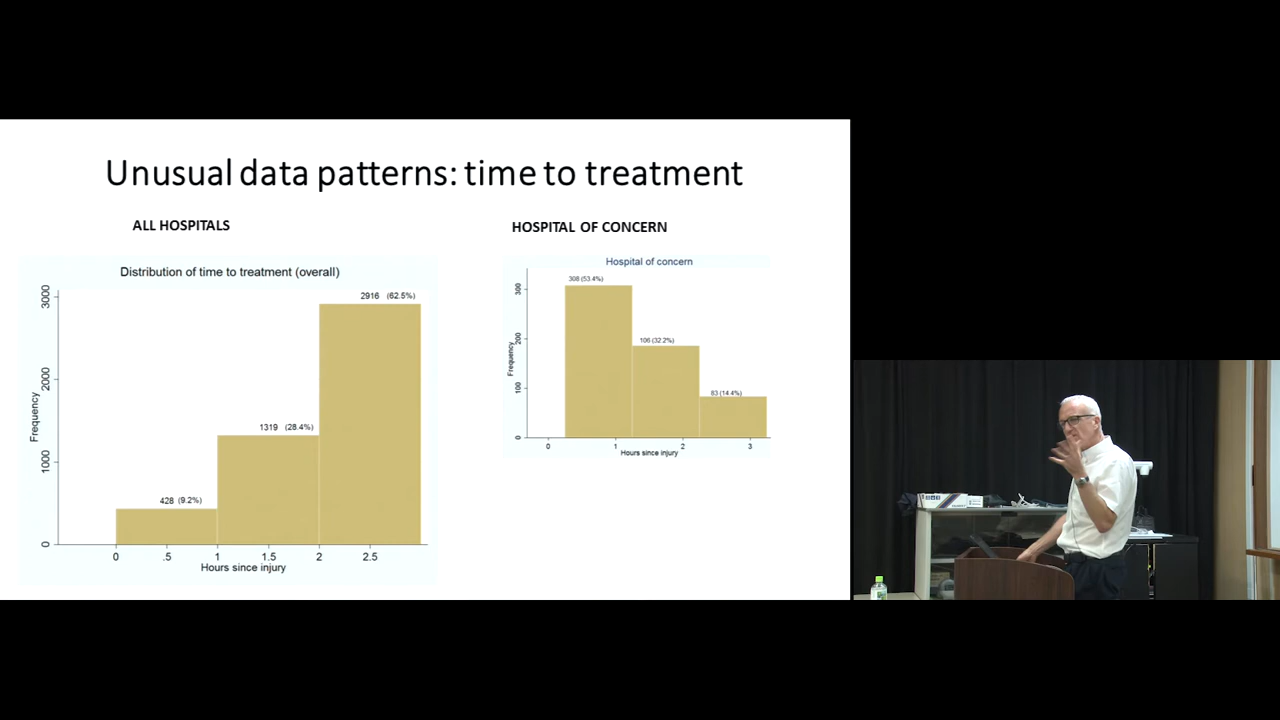 Unusual data patterns: time to treatment
ALL HOSPITALS
Distribution of time to treatment (overall)
2916 (62.5%)
1319 (28.4%)
428 (9.2%)
Frequency
3000
2000
1000
0
0 .5 1 1.5 2 2.5
Hours since injury
HOSPITAL OF CONCERN
Hospital of concern
308 (53.4%)
106 (32.2%)
83 (14.4%)
Frequency
300
200
100
0
0 1 2 3
Hours since injury